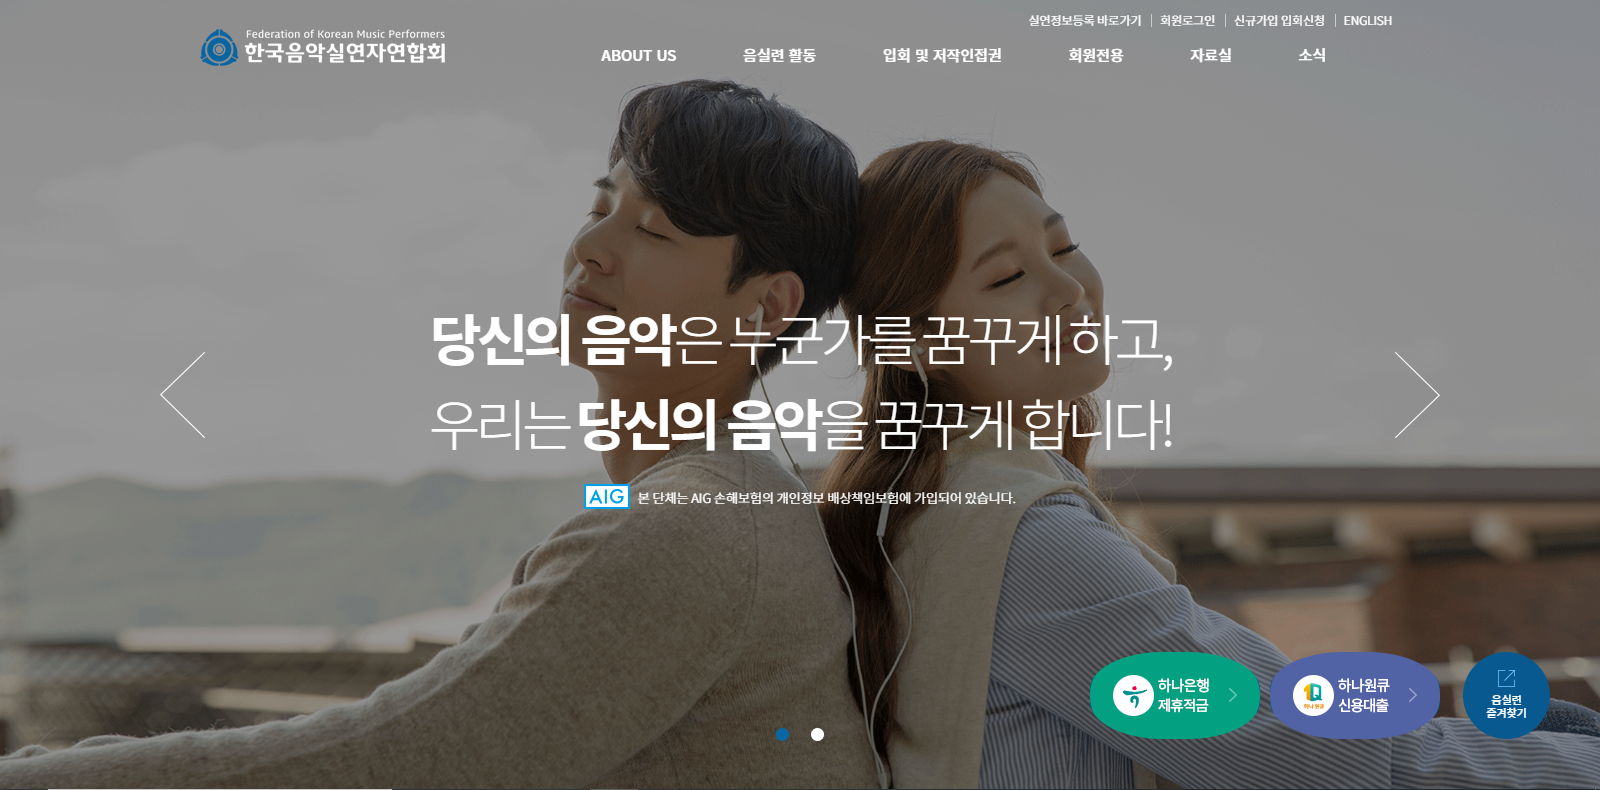 실연정보등록 바로가기
회원로그인
신규가입 입회신청
ENGLISH
Federation of Korean Music Performers
한국음악실연자연합회
ABOUT US
음실련 활동
입회 및 저작인접권
회원전용
자료실
소식
당신의 음악은 누군가를 꿈꾸게 하고,
우리는 당신의 음악을 꿈꾸게 합니다!
AIG 본 단체는 AIG 손해보험의 개인정보 배상책임보험에 가입되어 있습니다.
하나은행
제휴적금
1Q
하나 원큐
하나원큐
신용대출
음실련
즐겨찾기